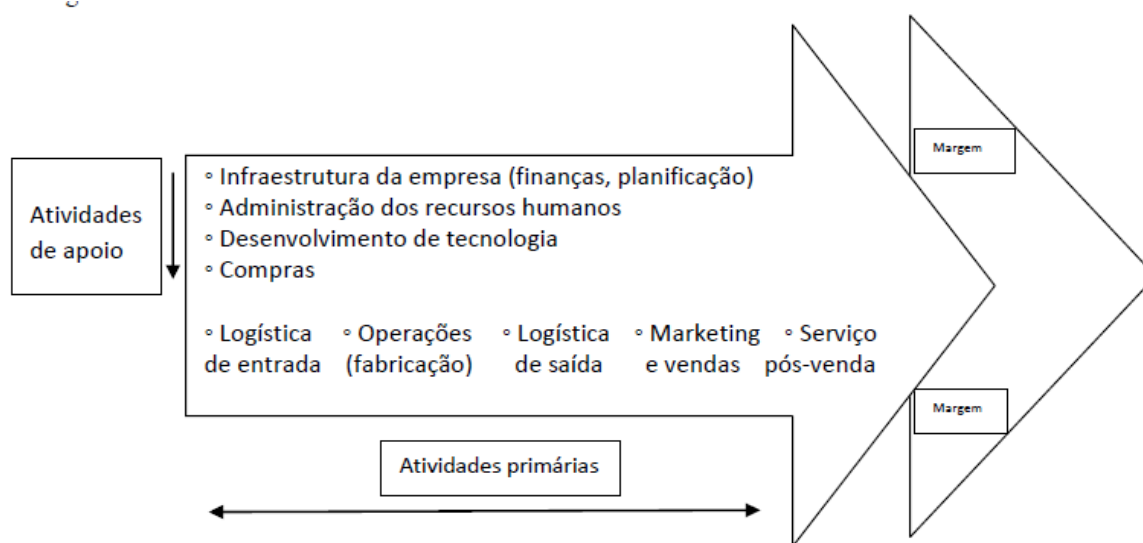 Atividades
de apoio
◦ Infraestrutura da empresa (finanças, planificação)
◦ Administração dos recursos humanos
◦ Desenvolvimento de tecnologia
◦ Compras
◦ Logística ◦ Operações ◦ Logística ◦ Marketing ◦ Serviço
de entrada (fabricação) de saída e vendas pós-venda
Margem
Margem
Atividades primárias